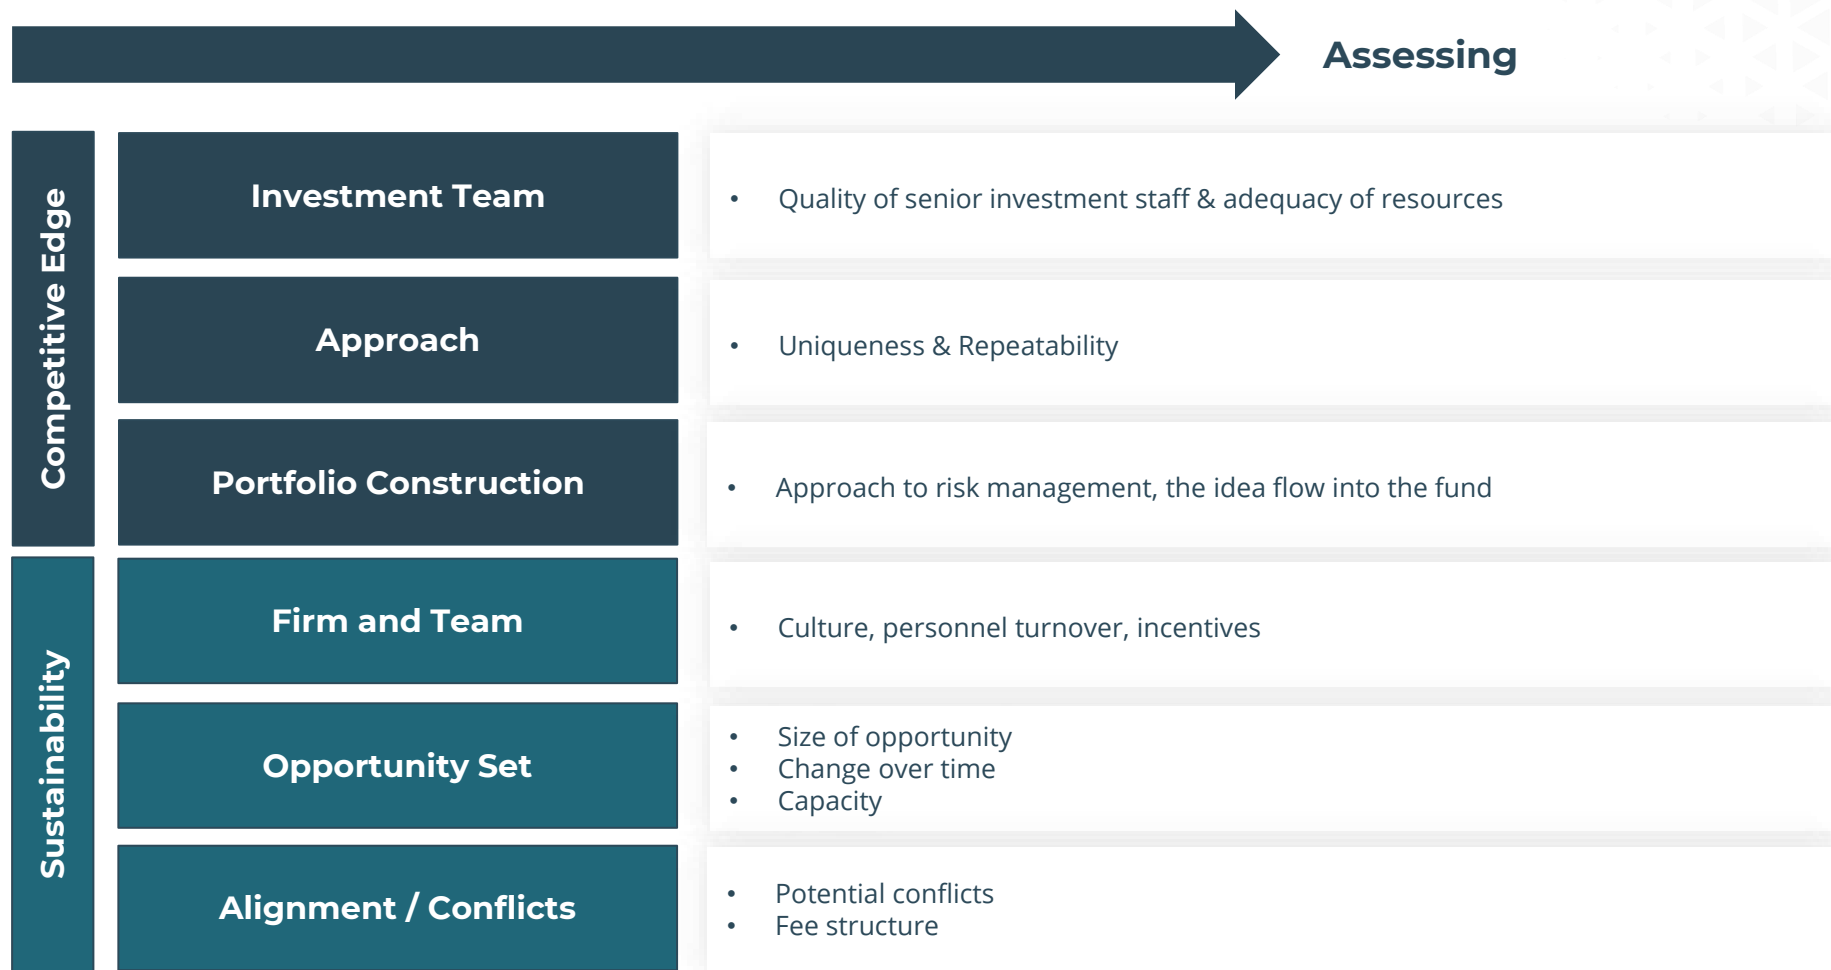 Assessing
Competitive Edge
Investment Team
• Quality of senior investment staff & adequacy of resources
Approach
• Uniqueness & Repeatability
Portfolio Construction
• Approach to risk management, the idea flow into the fund
Sustainability
Firm and Team
• Culture, personnel turnover, incentives
Opportunity Set
• Size of opportunity
• Change over time
• Capacity
Alignment / Conflicts
• Potential conflicts
• Fee structure